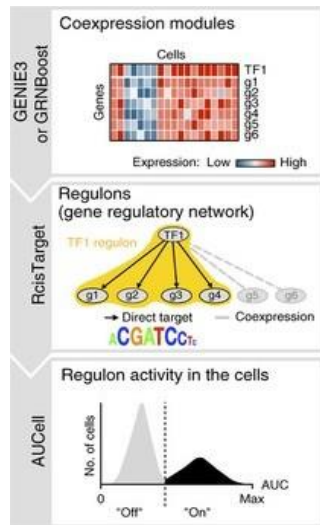 GENIE3
or GRNBoost
Coexpression modules
Cells
Genes
TF1
g1
g2
g3
g4
g5
g6
Expression: Low High
RcisTarget
Regulons
(gene regulatory network)
TF1 regulon
TF1
g1 g2 g3 g4 g5 g6
Direct target Coexpression
ACGATCCTc
AUCell
Regulon activity in the cells
No. of cells
AUC
0 Max
"Off" "On"